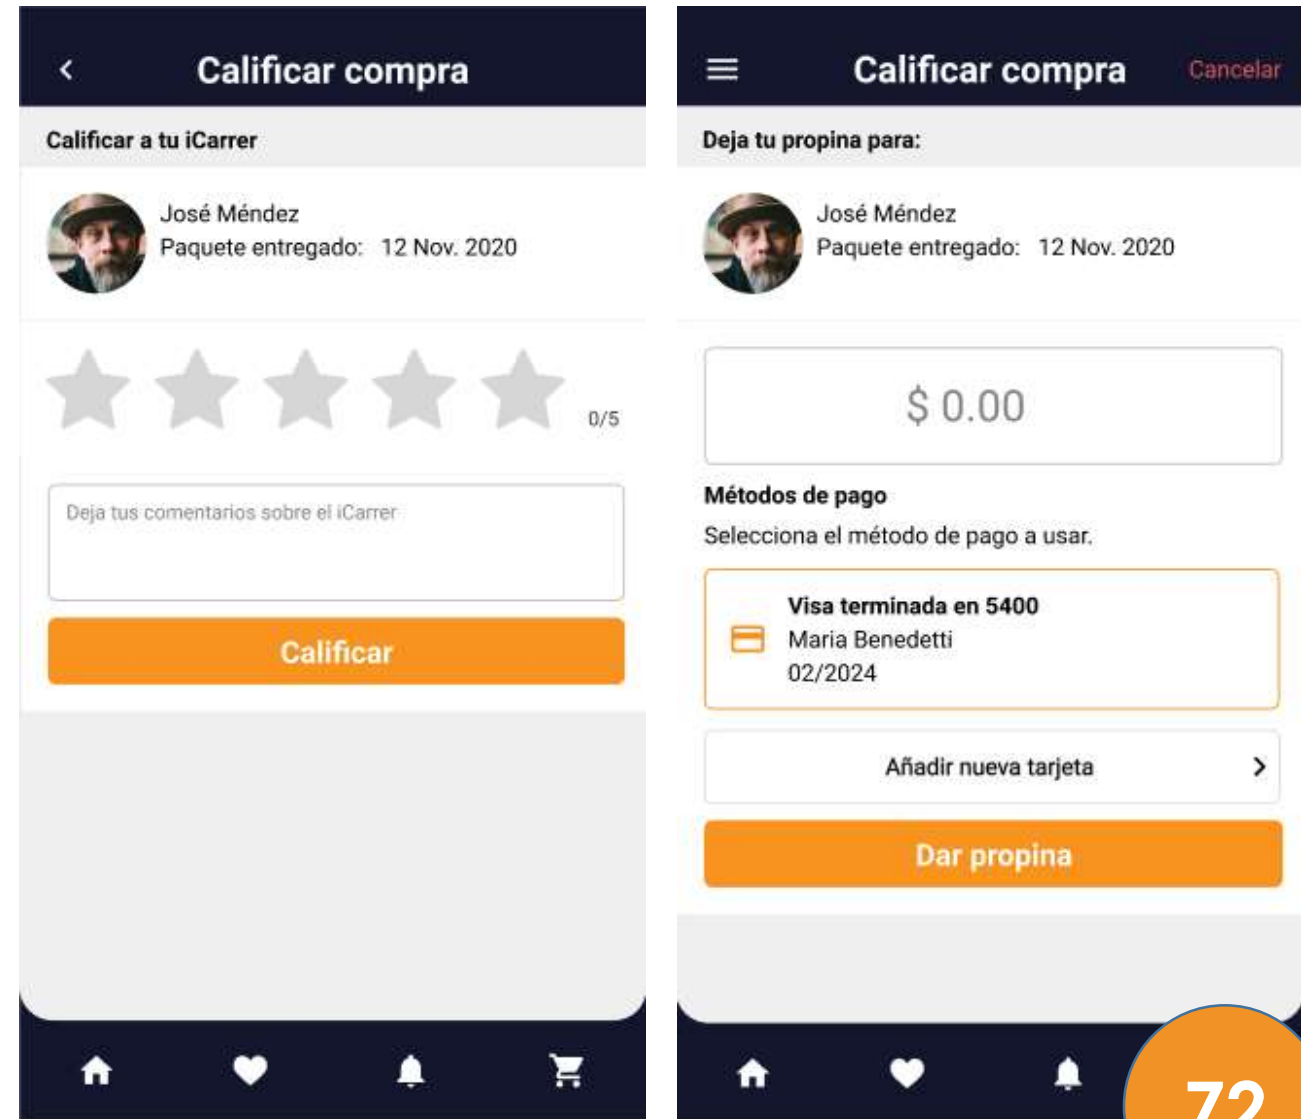 Calificar compra
Calificar a tu iCarrer
José Méndez
Paquete entregado: 12 Nov. 2020
0/5
Deja tus comentarios sobre el iCarrer
Calificar
Calificar compra
Cancelar
Deja tu propina para:
José Méndez
Paquete entregado: 12 Nov. 2020
$ 0.00
Métodos de pago
Selecciona el método de pago a usar.
Visa terminada en 5400
Maria Benedetti
02/2024
Añadir nueva tarjeta
Dar propina
72